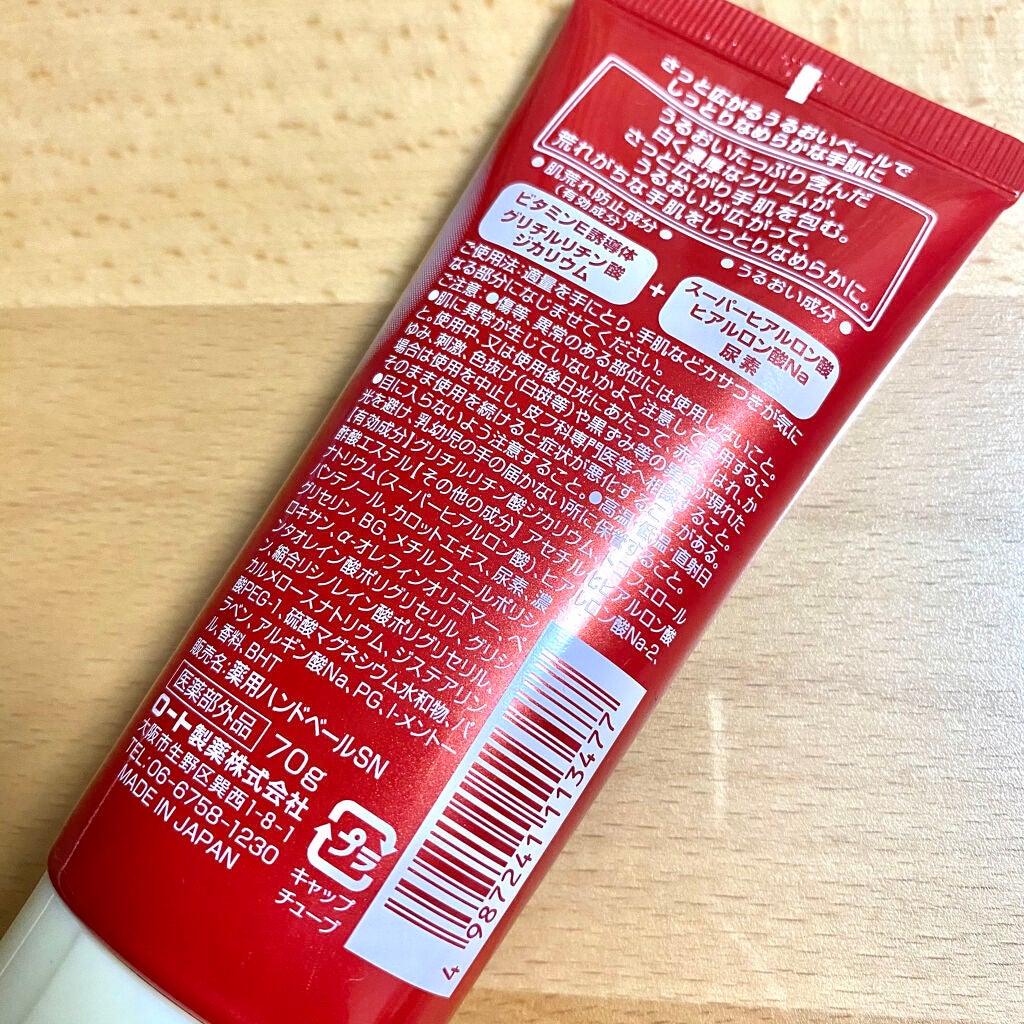 さっと広がるうるおいベールで
しっとりなめらかな手肌に
うるおいたっぷり含んだ
白く濃厚なクリームが、
さっと広がり手肌を包む。
うるおいが広がって、
荒れがちな手肌をしっとりなめらかに。
●肌荒れ防止成分●
(有効成分)
ビタミンE誘導体
グリチルリチン酸
ジカリウム
+
●うるおい成分●
スーパーヒアルロン酸
ヒアルロン酸Na
尿素
ご使用法:適量を手にとり、手肌などカサつきが気に
なる部分になじませてください。
ご注意:●傷等、異常のある部位には使用しないこと。
●肌に異常が生じていないかよく注意して使用するこ
と。使用中、又は使用後日光にあたって、赤み、はれ、か
ゆみ、刺激、色抜け(白斑等)や黒ずみ等の異常が現れた
場合は使用を中止し、皮フ科専門医等へ相談すること。
そのまま使用を続けると症状が悪化することがある。
●目に入らないよう注意すること。●高温、低温、直射日
光を避け、乳幼児の手の届かない所に保管すること。
【有効成分】グリチルリチン酸ジカリウム、トコフェロール
酢酸エステル【その他の成分】アセチル化ヒアルロン酸
ナトリウム(スーパーヒアルロン酸)、ヒアルロン酸Na-2、
パンテノール、カロットエキス、尿素、濃
グリセリン、BG、メチルフェニルポリシ
ロキサン、α-オレフィンオリゴマー、ペ
ンタオレイン酸ポリグリセリル、グリシ
ン、縮合リシノレイン酸ポリグリセリル、
カルメロースナトリウム、ジステアリン
酸PEG-1、硫酸マグネシウム水和物、パ
ラベン、アルギン酸Na、PG、l-メントー
ル、香料、BHT
販売名:薬用ハンドベールSN
医薬部外品 70g
ロート製薬株式会社
大阪市生野区巽西1-8-1
TEL:06-6758-1230
MADE IN JAPAN
プラ
キャップ
チューブ
4 987241 113477